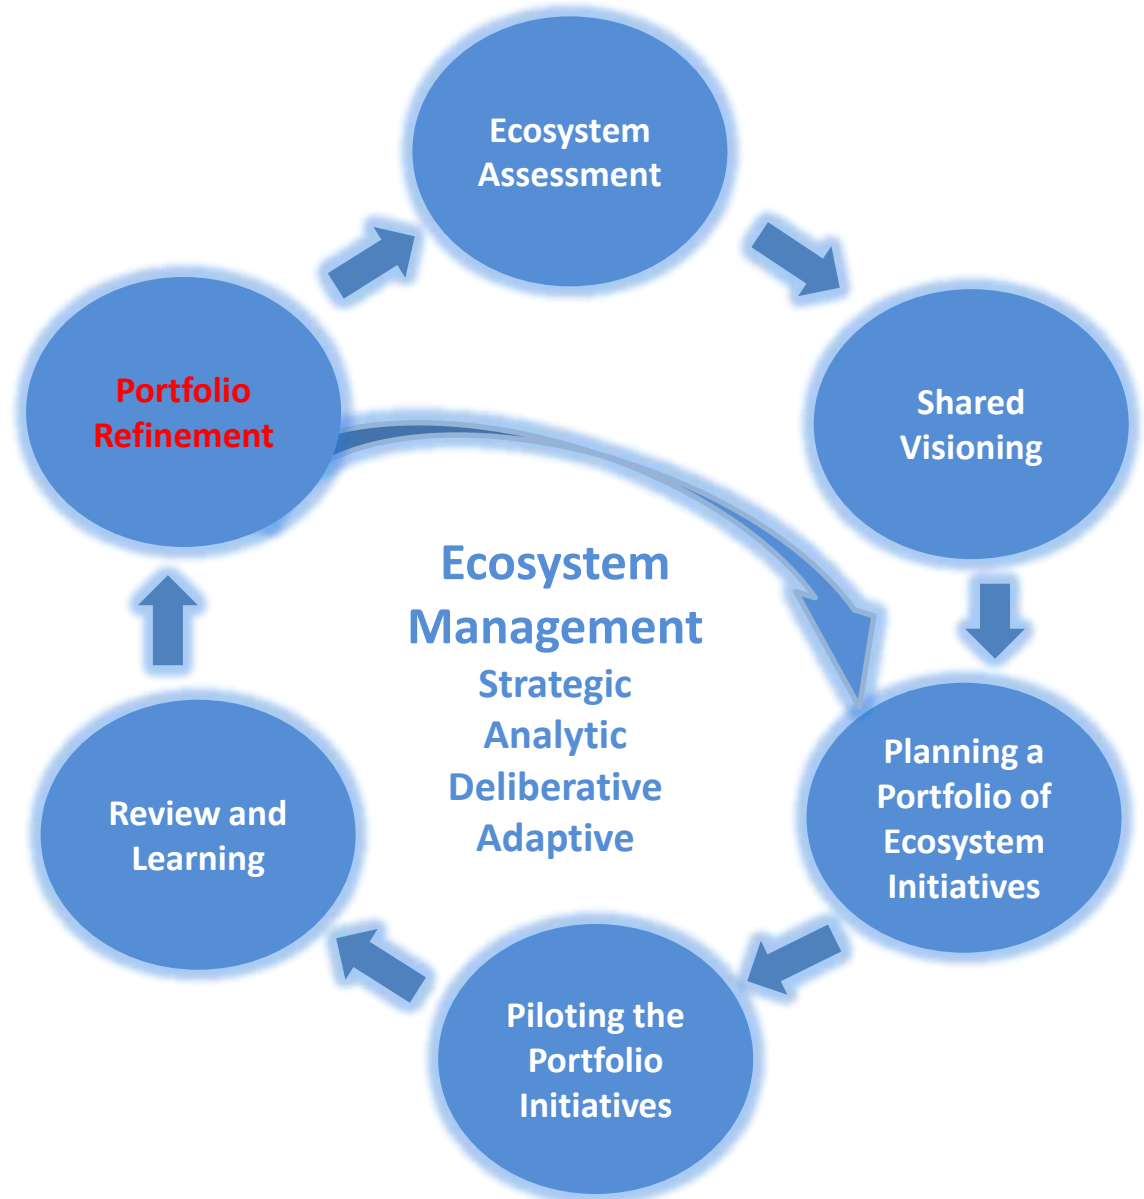 Ecosystem
Assessment
Shared
Visioning
Planning a
Portfolio of
Ecosystem
Initiatives
Piloting the
Portfolio
Initiatives
Review and
Learning
Portfolio
Refinement
Ecosystem
Management
Strategic
Analytic
Deliberative
Adaptive